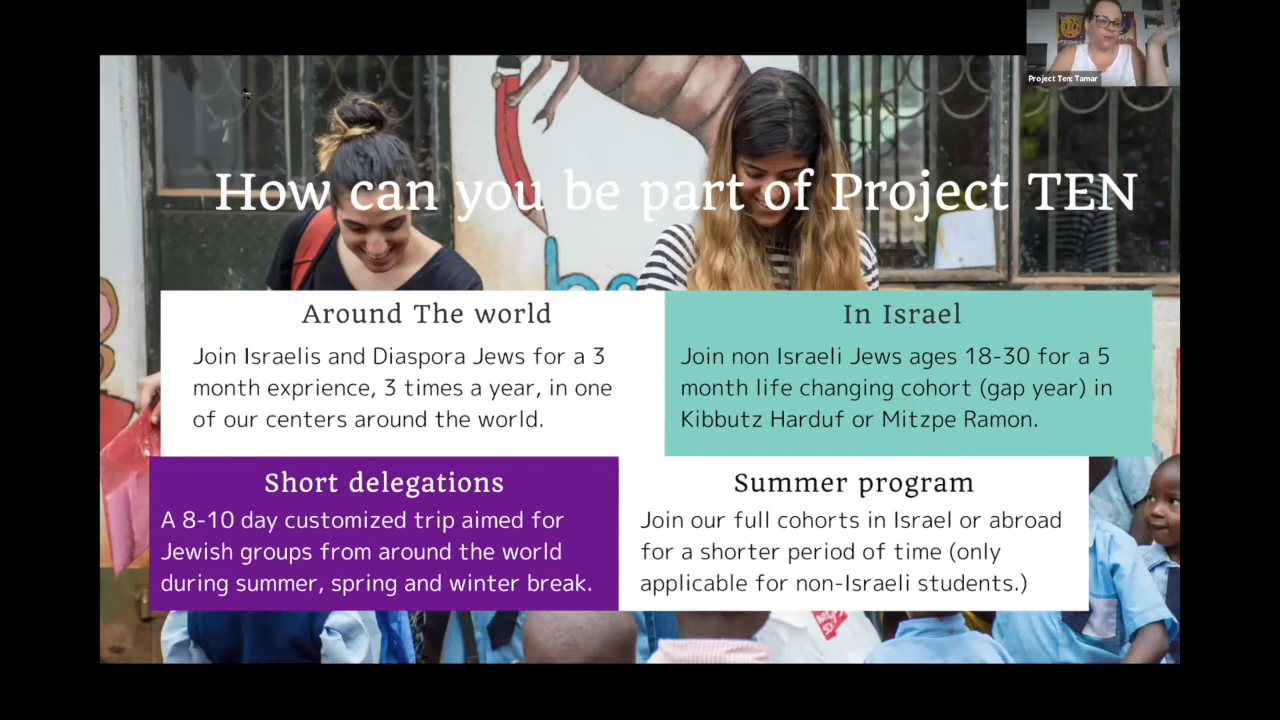 Project Ten: Tamar
How can you be part of Project TEN
Around The world
Join Israelis and Diaspora Jews for a 3
month exprience, 3 times a year, in one
of our centers around the world.
In Israel
Join non Israeli Jews ages 18-30 for a 5
month life changing cohort (gap year) in
Kibbutz Harduf or Mitzpe Ramon.
Short delegations
A 8-10 day customized trip aimed for
Jewish groups from around the world
during summer, spring and winter break.
Summer program
Join our full cohorts in Israel or abroad
for a shorter period of time (only
applicable for non-Israeli students.)